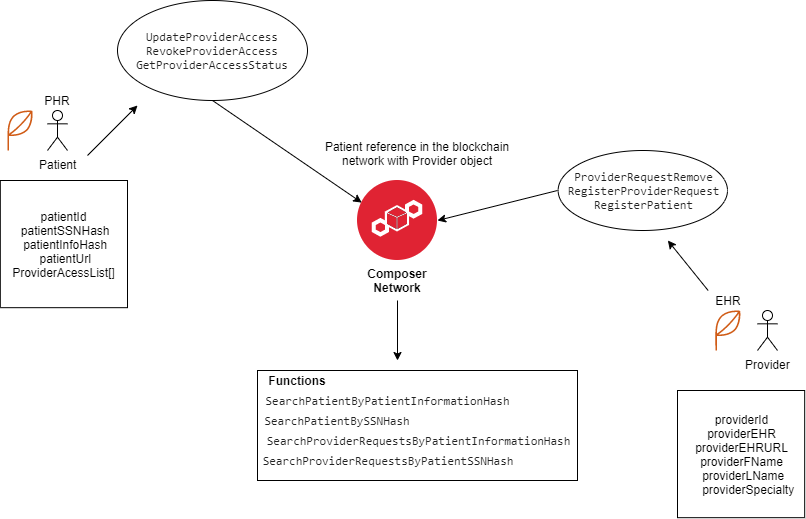 UpdateProviderAccess
RevokeProviderAccess
GetProviderAccessStatus
PHR
Patient
patientId
patientSSNHash
patientInfoHash
patientUrl
ProviderAcessList[]
Patient reference in the blockchain
network with Provider object
Composer
Network
ProviderRequestRemove
RegisterProviderRequest
RegisterPatient
EHR
Provider
Functions
SearchPatientByPatientInformationHash
SearchPatientBySSNHash
SearchProviderRequestsByPatientInformationHash
SearchProviderRequestsByPatientSSNHash
providerId
providerEHR
providerEHRURL
providerFName
providerLName
providerSpecialty